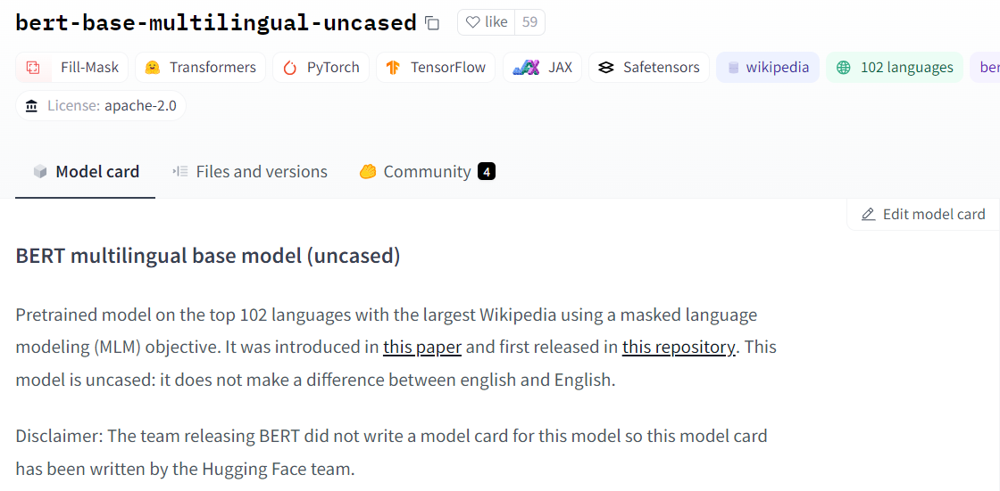 bert-base-multilingual-uncased like 59
Fill-Mask Transformers PyTorch TensorFlow JAX Safetensors wikipedia 102 languages ber
License: apache-2.0
Model card Files and versions Community 4
Edit model card
BERT multilingual base model (uncased)
Pretrained model on the top 102 languages with the largest Wikipedia using a masked language
modeling (MLM) objective. It was introduced in this paper and first released in this repository. This
model is uncased: it does not make a difference between english and English.
Disclaimer: The team releasing BERT did not write a model card for this model so this model card
has been written by the Hugging Face team.